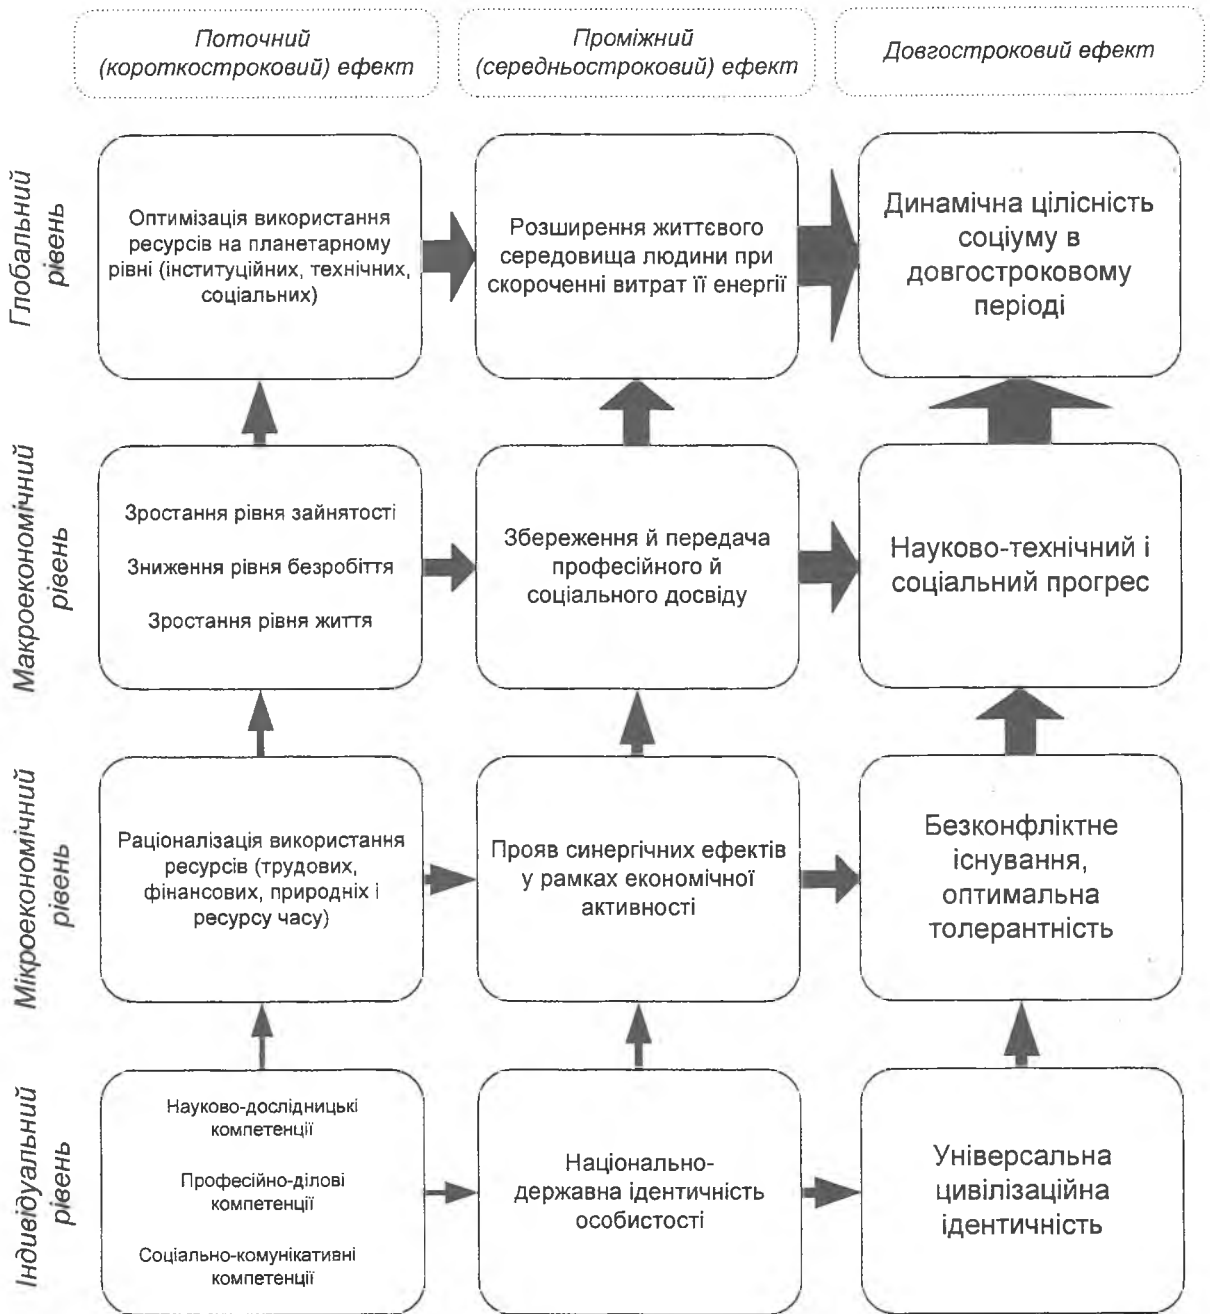 Поточний
(короткостроковий) ефект
Проміжний
(середньостроковий) ефект
Довгостроковий ефект
Глобальний
рівень
Оптимізація використання
ресурсів на планетарному
рівні (інституційних, технічних,
соціальних)
Розширення життєвого
середовища людини при
скороченні витрат її енергії
Динамічна цілісність
соціуму в
довгостроковому
періоді
Макроекономічний
рівень
Зростання рівня зайнятості
Зниження рівня безробіття
Зростання рівня життя
Збереження й передача
професійного й
соціального досвіду
Науково-технічний і
соціальний прогрес
Мікроекономічний
рівень
Раціоналізація використання
ресурсів (трудових,
фінансових, природніх і
ресурсу часу)
Прояв синергічних ефектів
у рамках економічної
активності
Безконфліктне
існування,
оптимальна
толерантність
Індивідуальний
рівень
Науково-дослідницькі
компетенції
Професійно-ділові
компетенції
Соціально-комунікативні
компетенції
Національно-
державна ідентичність
особистості
Універсальна
цивілізаційна
ідентичність